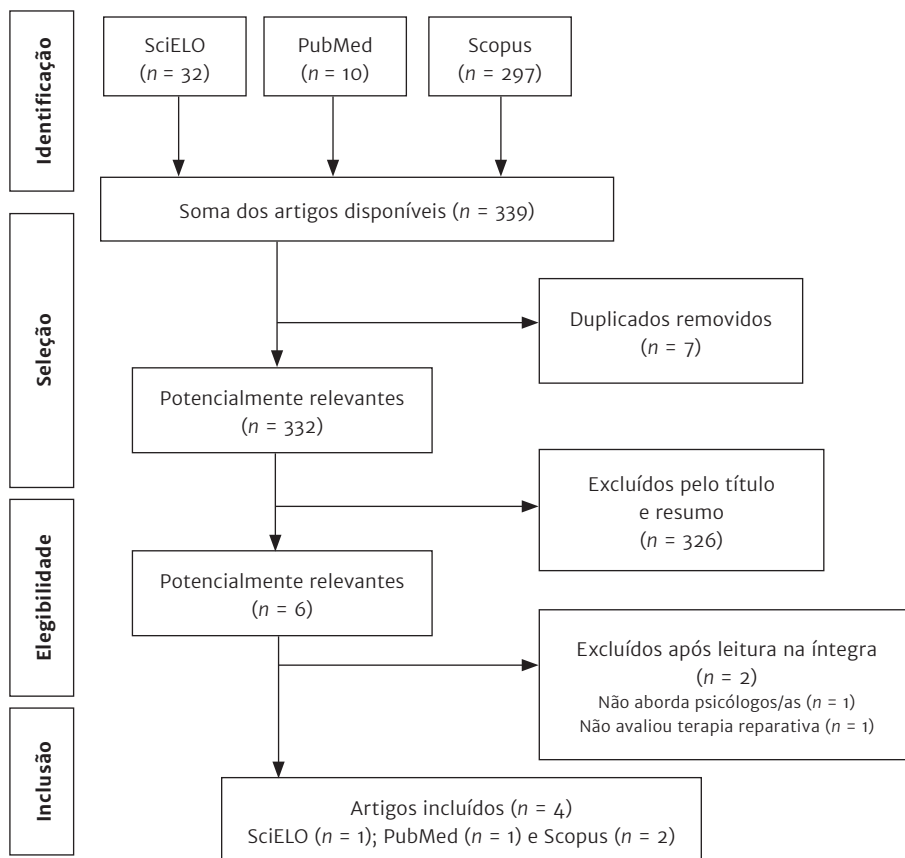 Identificação
SciELO
(n = 32)
PubMed
(n = 10)
Scopus
(n = 297)
Soma dos artigos disponíveis (n = 339)
Seleção
Duplicados removidos
(n = 7)
Potencialmente relevantes
(n = 332)
Excluídos pelo título
e resumo
(n = 326)
Elegibilidade
Potencialmente relevantes
(n = 6)
Excluídos após leitura na íntegra
(n = 2)
Não aborda psicólogos/as (n = 1)
Não avaliou terapia reparativa (n = 1)
Inclusão
Artigos incluídos (n = 4)
SciELO (n = 1); PubMed (n = 1) e Scopus (n = 2)